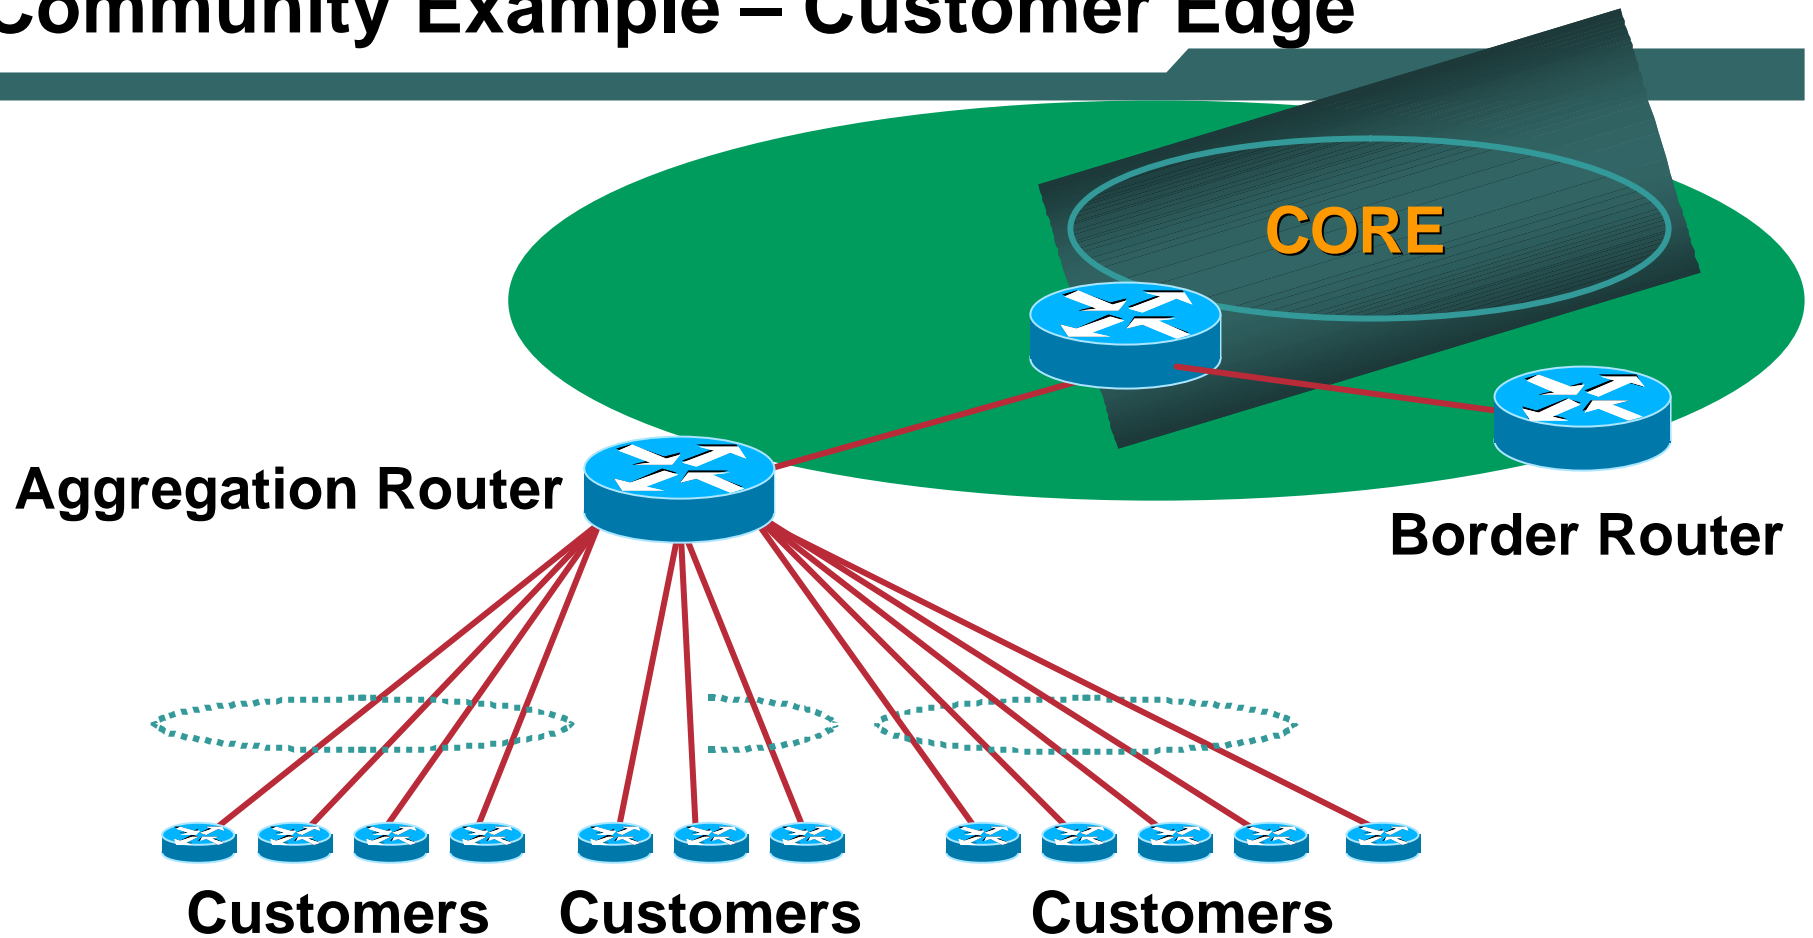 Community Example – Customer Edge
CORE
Aggregation Router
Border Router
Customers Customers Customers